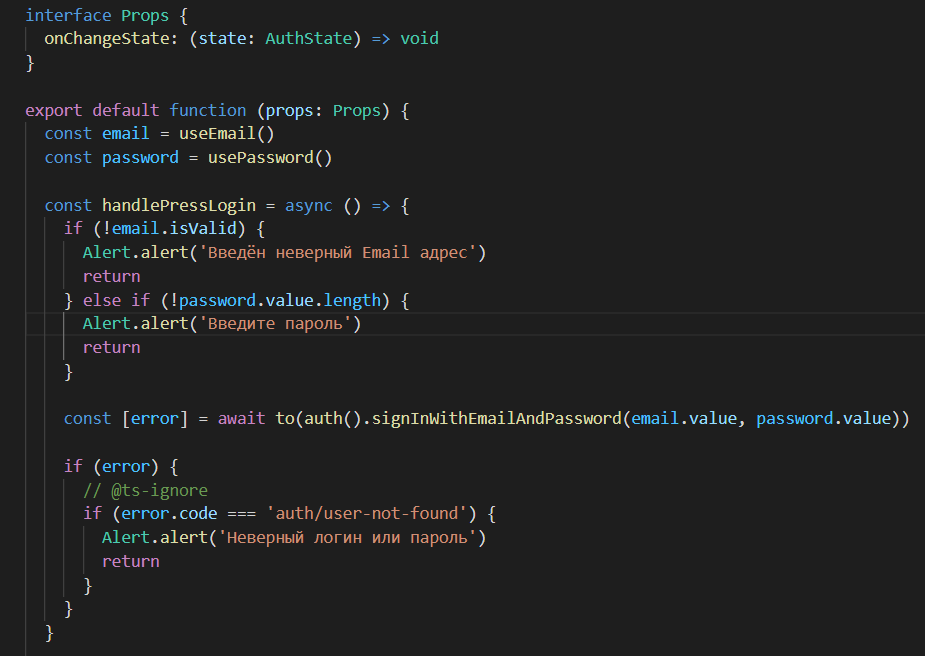 interface Props {
onChangeState: (state: AuthState) => void
}
export default function (props: Props) {
const email = useEmail()
const password = usePassword()
const handlePressLogin = async () => {
if (!email.isValid) {
Alert.alert('Введён неверный Email адрес')
return
} else if (!password.value.length) {
Alert.alert('Введите пароль')
return
}
const [error] = await to(auth().signInWithEmailAndPassword(email.value, password.value))
if (error) {
// @ts-ignore
if (error.code === 'auth/user-not-found') {
Alert.alert('Неверный логин или пароль')
return
}
}
}